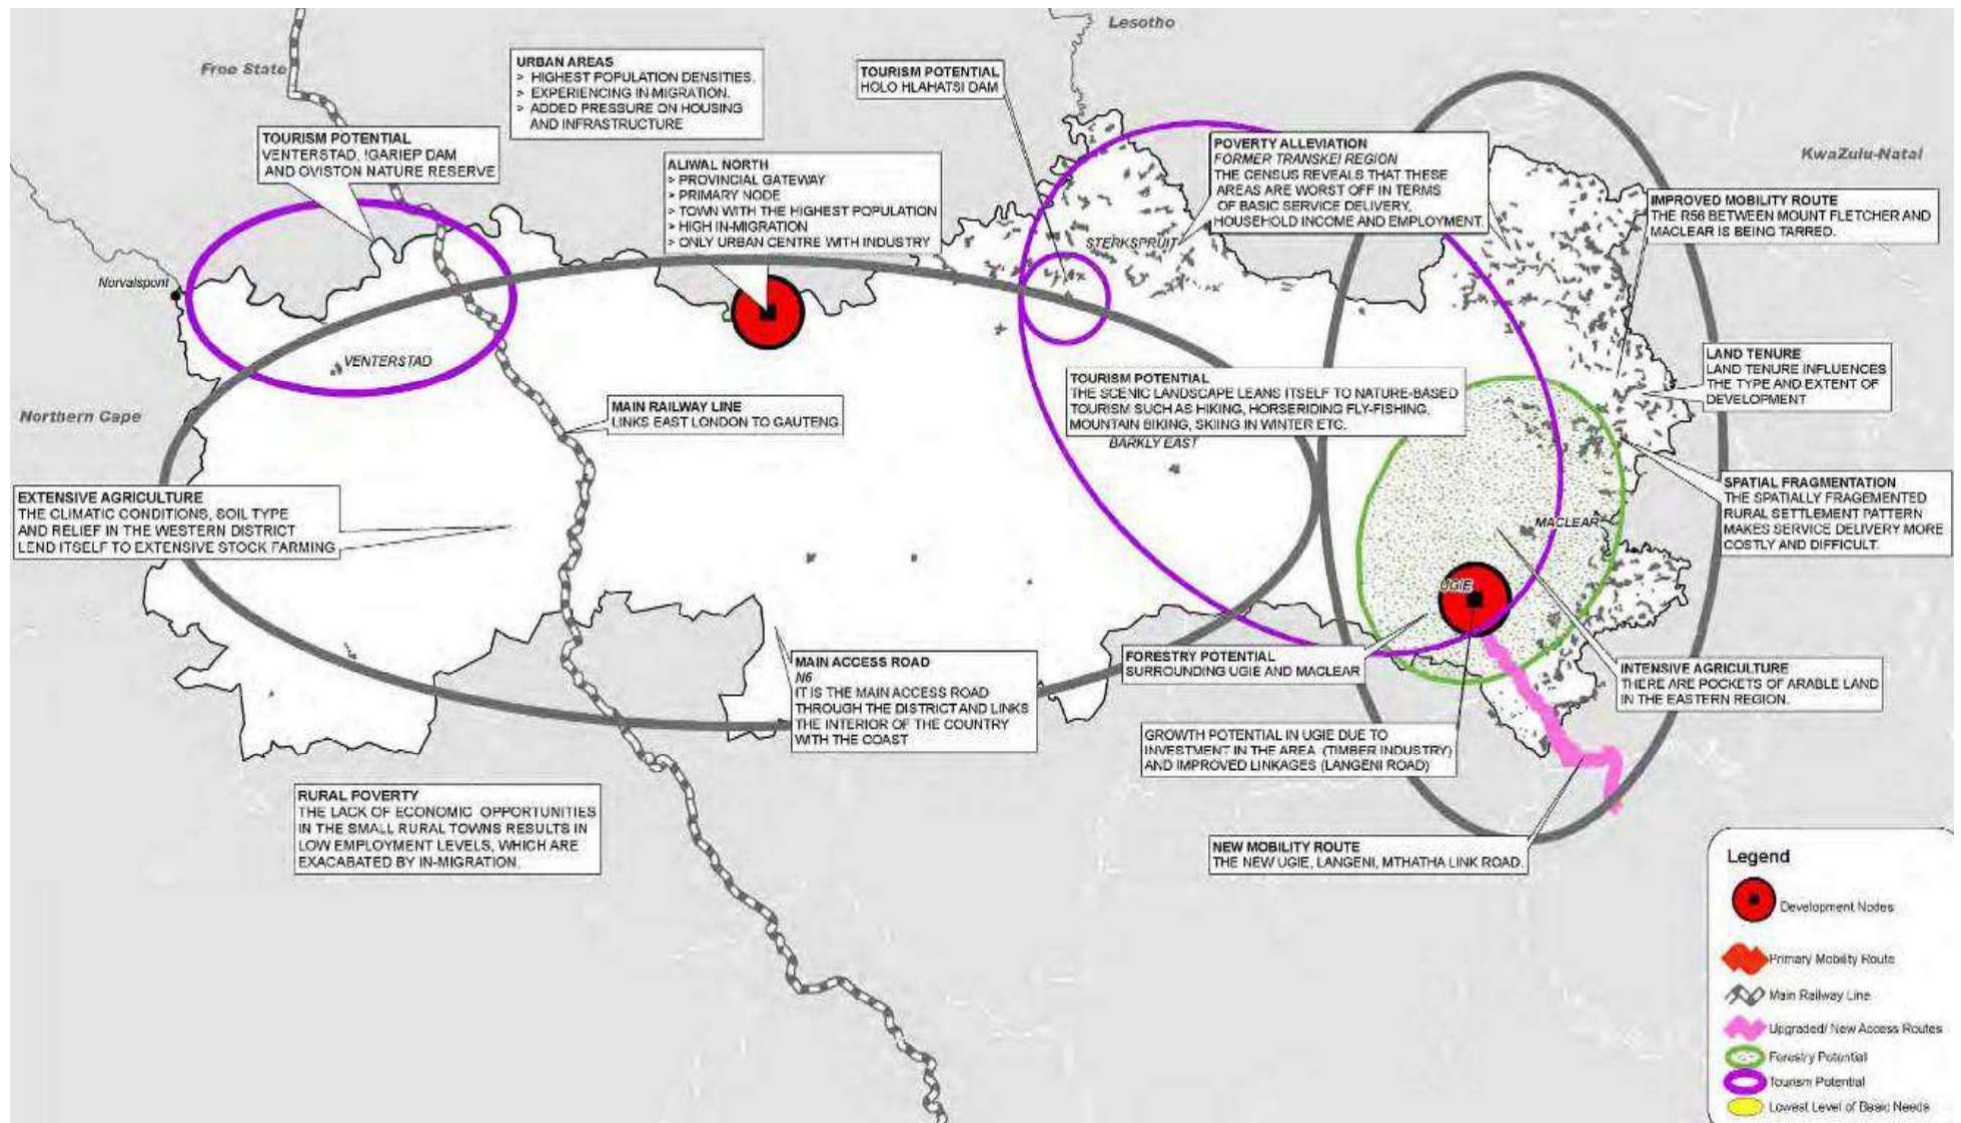 Lesotho
Free State
URBAN AREAS
> HIGHEST POPULATION DENSITIES.
> EXPERIENCING IN-MIGRATION.
> ADDED PRESSURE ON HOUSING
AND INFRASTRUCTURE
TOURISM POTENTIAL
HOLO HLAHATSI DAM
TOURISM POTENTIAL
VENTERSTAD, !GARIEP DAM
AND OVISTON NATURE RESERVE
ALIWAL NORTH
> PROVINCIAL GATEWAY
> PRIMARY NODE
> TOWN WITH THE HIGHEST POPULATION
> HIGH IN-MIGRATION
> ONLY URBAN CENTRE WITH INDUSTRY
POVERTY ALLEVIATION
FORMER TRANSKEI REGION
THE CENSUS REVEALS THAT THESE
AREAS ARE WORST OFF IN TERMS
OF BASIC SERVICE DELIVERY,
HOUSEHOLD INCOME AND EMPLOYMENT.
KwaZulu-Natal
IMPROVED MOBILITY ROUTE
THE R56 BETWEEN MOUNT FLETCHER AND
MACLEAR IS BEING TARRED.
STERKSPRUIT
Norvalspont
VENTERSTAD
Northern Cape
MAIN RAILWAY LINE
LINKS EAST LONDON TO GAUTENG
TOURISM POTENTIAL
THE SCENIC LANDSCAPE LEANS ITSELF TO NATURE-BASED
TOURISM SUCH AS HIKING, HORSERIDING FLY-FISHING,
MOUNTAIN BIKING, SKIING IN WINTER ETC.
BARKLY EAST
LAND TENURE
LAND TENURE INFLUENCES
THE TYPE AND EXTENT OF
DEVELOPMENT
EXTENSIVE AGRICULTURE
THE CLIMATIC CONDITIONS, SOIL TYPE
AND RELIEF IN THE WESTERN DISTRICT
LEND ITSELF TO EXTENSIVE STOCK FARMING
SPATIAL FRAGMENTATION
THE SPATIALLY FRAGEMENTED
RURAL SETTLEMENT PATTERN
MAKES SERVICE DELIVERY MORE
COSTLY AND DIFFICULT.
MACLEAR
UGIE
MAIN ACCESS ROAD
N6
IT IS THE MAIN ACCESS ROAD
THROUGH THE DISTRICT AND LINKS
THE INTERIOR OF THE COUNTRY
WITH THE COAST
FORESTRY POTENTIAL
SURROUNDING UGIE AND MACLEAR
INTENSIVE AGRICULTURE
THERE ARE POCKETS OF ARABLE LAND
IN THE EASTERN REGION.
GROWTH POTENTIAL IN UGIE DUE TO
INVESTMENT IN THE AREA (TIMBER INDUSTRY)
AND IMPROVED LINKAGES (LANGENI ROAD)
RURAL POVERTY
THE LACK OF ECONOMIC OPPORTUNITIES
IN THE SMALL RURAL TOWNS RESULTS IN
LOW EMPLOYMENT LEVELS, WHICH ARE
EXACABATED BY IN-MIGRATION.
NEW MOBILITY ROUTE
THE NEW UGIE, LANGENI, MTHATHA LINK ROAD.
Legend
Development Nodes
Primary Mobility Route
Main Railway Line
Upgraded/ New Access Routes
Forestry Potential
Tourism Potential
Lowest Level of Basic Needs